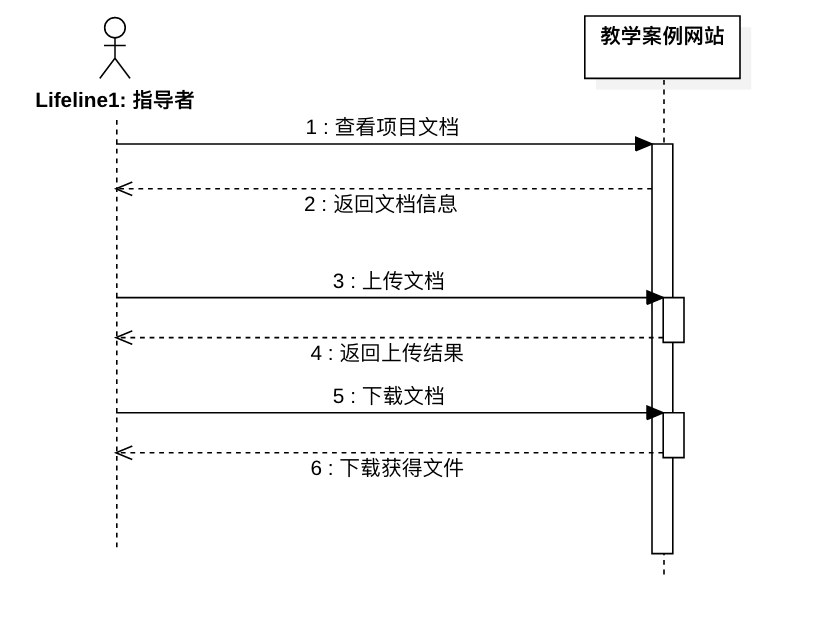 教学案例网站
Lifeline1: 指导者
1 : 查看项目文档
2 : 返回文档信息
3 : 上传文档
4 : 返回上传结果
5 : 下载文档
6 : 下载获得文件